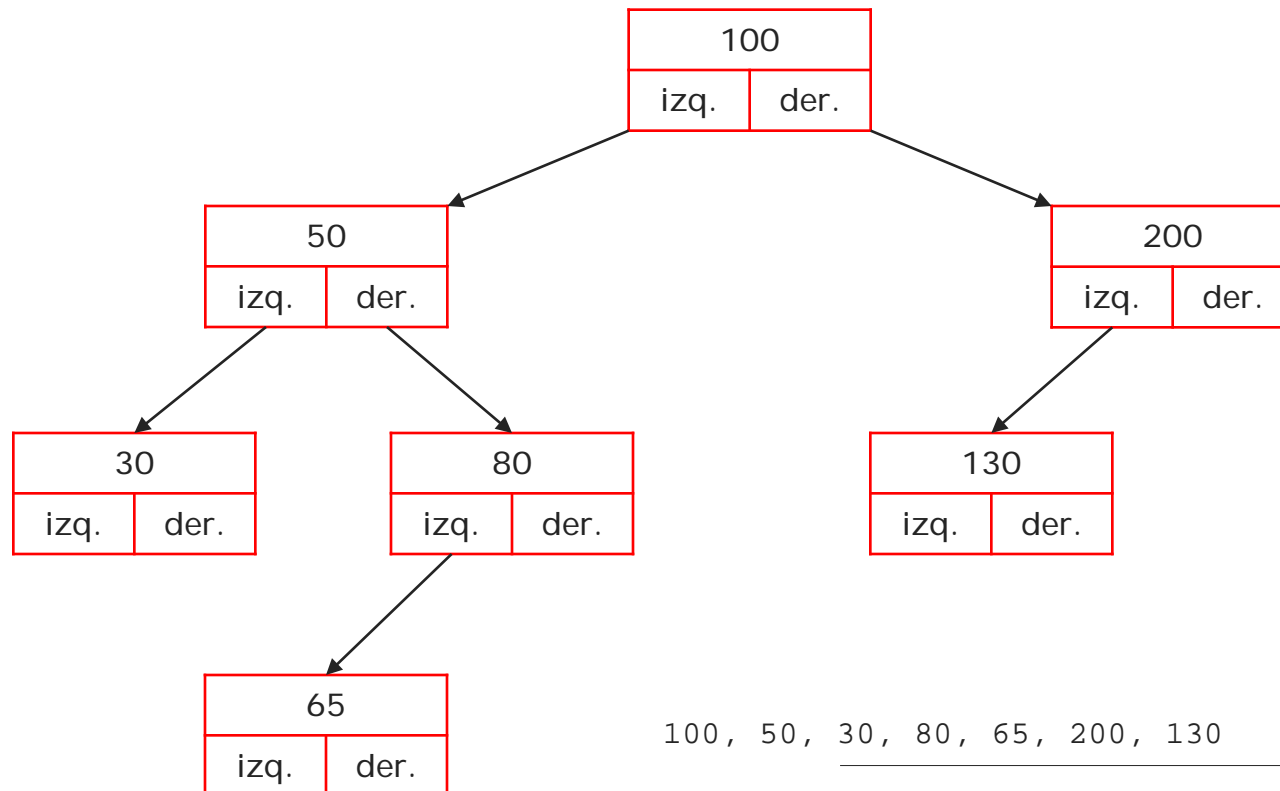 100
izq. der.
50
izq. der.
200
izq. der.
30
izq. der.
80
izq. der.
130
izq. der.
65
izq. der.
100, 50, 30, 80, 65, 200, 130